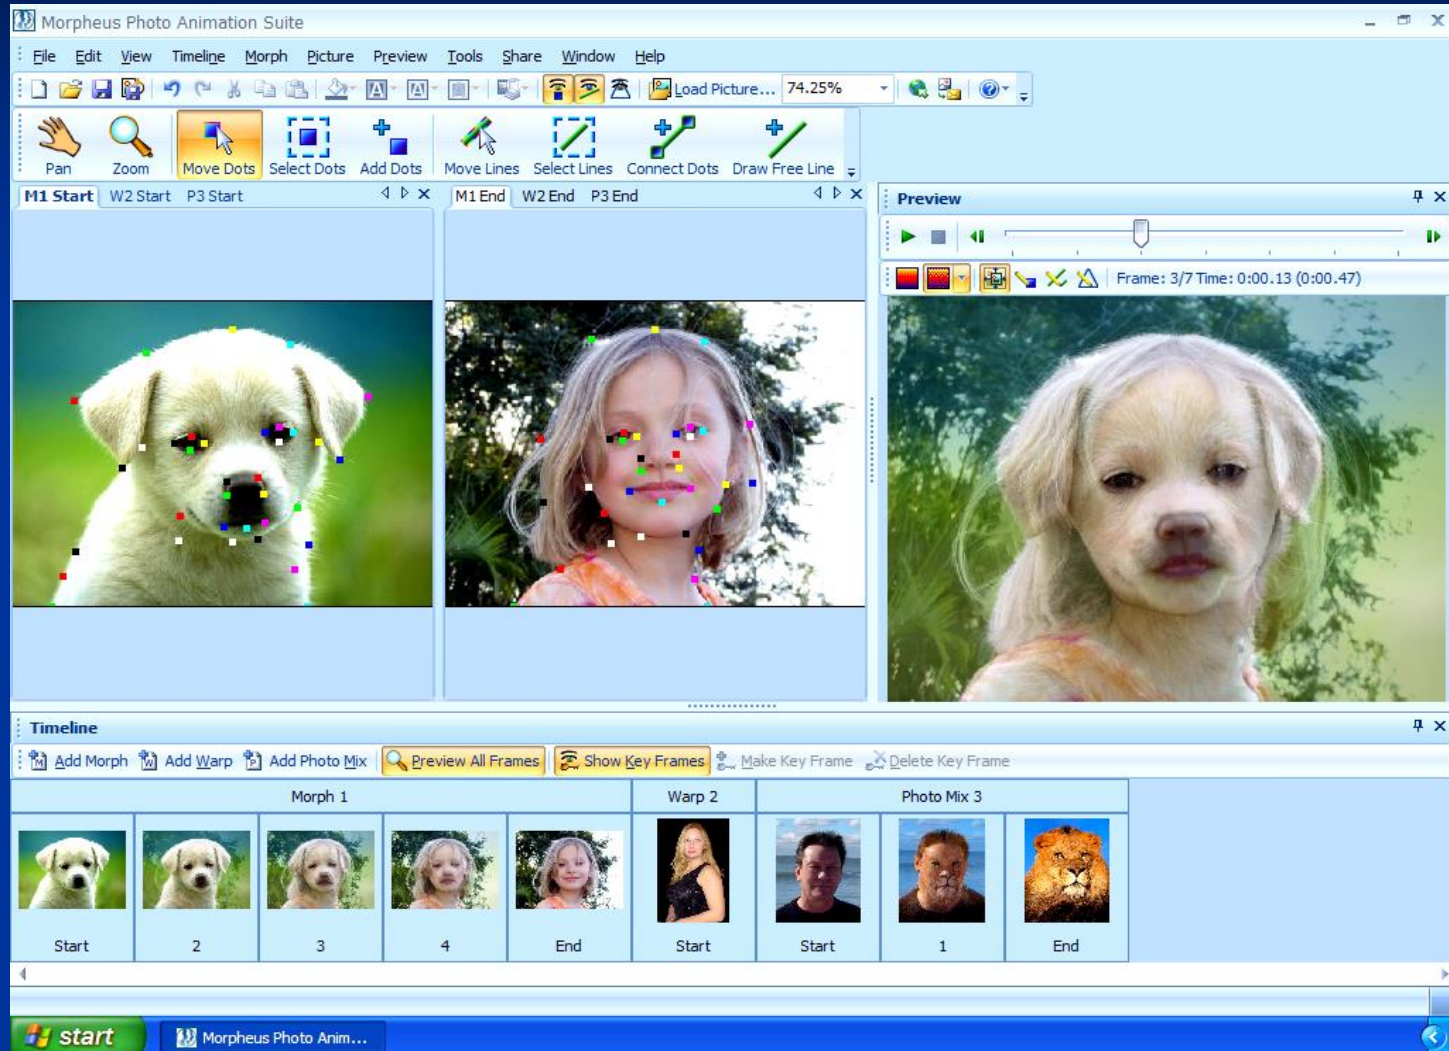 Morpheus Photo Animation Suite
File Edit View Timeline Morph Picture Preview Tools Share Window Help
Load Picture... 74.25%
Pan Zoom Move Dots Select Dots Add Dots Move Lines Select Lines Connect Dots Draw Free Line
M1 Start W2 Start P3 Start
M1 End W2 End P3 End
Preview
Frame: 3/7 Time: 0:00.13 (0:00.47)
Timeline
Add Morph Add Warp Add Photo Mix Preview All Frames Show Key Frames Make Key Frame Delete Key Frame
Morph 1 Warp 2 Photo Mix 3
Start 2 3 4 End Start Start 1 End
start Morpheus Photo Anim...